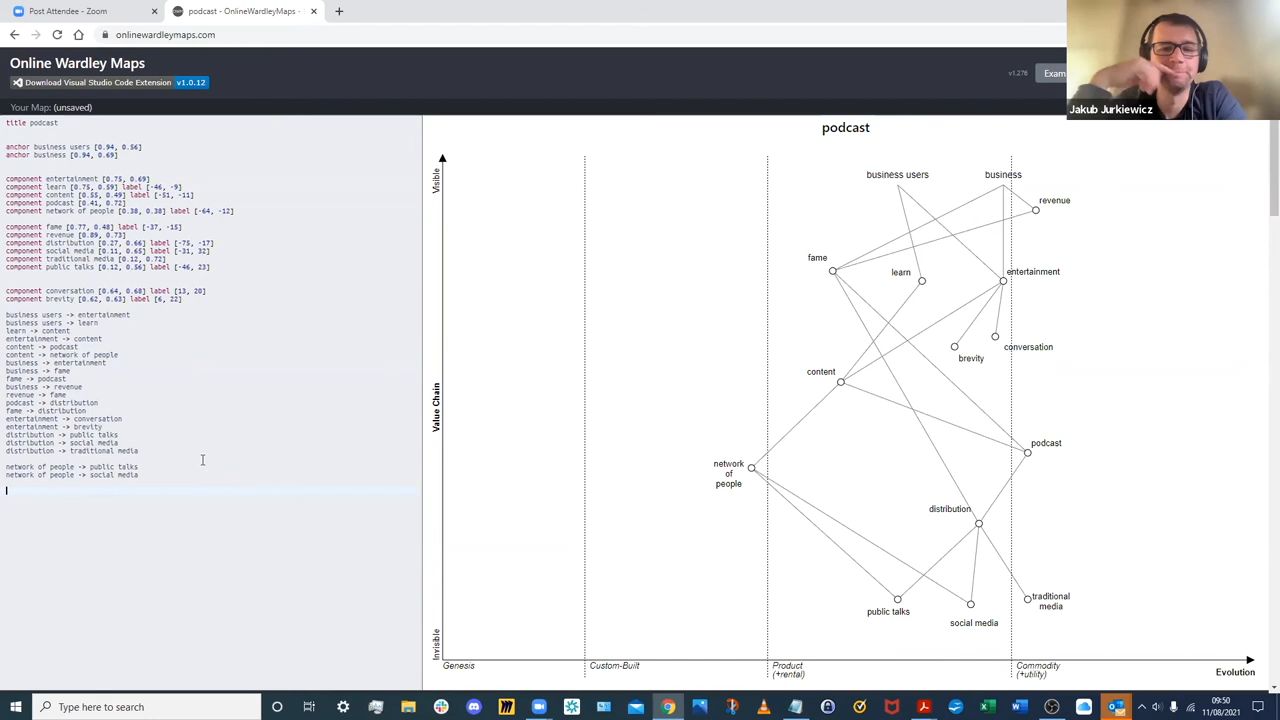 Post Attendee - Zoom
podcast - OnlineWardleyMaps -
onlinewardleymaps.com
Online Wardley Maps
Download Visual Studio Code Extension v1.0.12
v1.276
Exam
Jakub Jurkiewicz
Your Map: (unsaved)
title podcast
anchor business users [0.94, 0.56]
anchor business [0.94, 0.69]
component entertainment [0.75, 0.69]
component learn [0.75, 0.59] label [-46, -9]
component content [0.55, 0.49] label [-51, -11]
component podcast [0.41, 0.72]
component network of people [0.38, 0.38] label [-64, -12]
component fame [0.77, 0.48] label [-37, -15]
component revenue [0.89, 0.73]
component distribution [0.27, 0.66] label [-75, -17]
component social media [0.11, 0.65] label [-31, 32]
component traditional media [0.12, 0.72]
component public talks [0.12, 0.56] label [-46, 23]
component conversation [0.64, 0.68] label [13, 20]
component brevity [0.62, 0.63] label [6, 22]
business users -> entertainment
business users -> learn
learn -> content
entertainment -> content
content -> podcast
content -> network of people
business -> entertainment
business -> fame
fame -> podcast
business -> revenue
revenue -> fame
podcast -> distribution
fame -> distribution
entertainment -> conversation
entertainment -> brevity
distribution -> public talks
distribution -> social media
distribution -> traditional media
network of people -> public talks
network of people -> social media
podcast
Visible
Value Chain
Invisible
business users
business
revenue
fame
learn
entertainment
conversation
brevity
content
podcast
network
of
people
distribution
traditional
media
public talks
social media
Genesis
Custom-Built
Product
(+rental)
Commodity
(+utility)
Evolution
Type here to search
09:50
11/08/2021